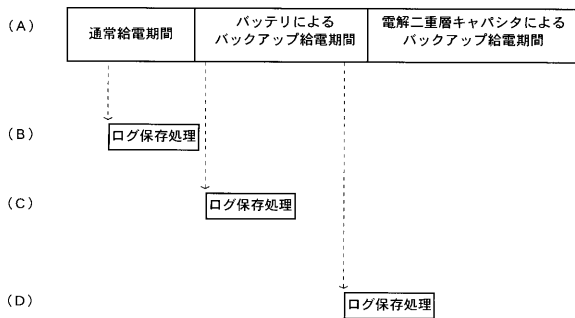 (A)
通常給電期間
バッテリによる
バックアップ給電期間
電解二重層キャパシタによる
バックアップ給電期間
(B)
ログ保存処理
(C)
ログ保存処理
(D)
ログ保存処理